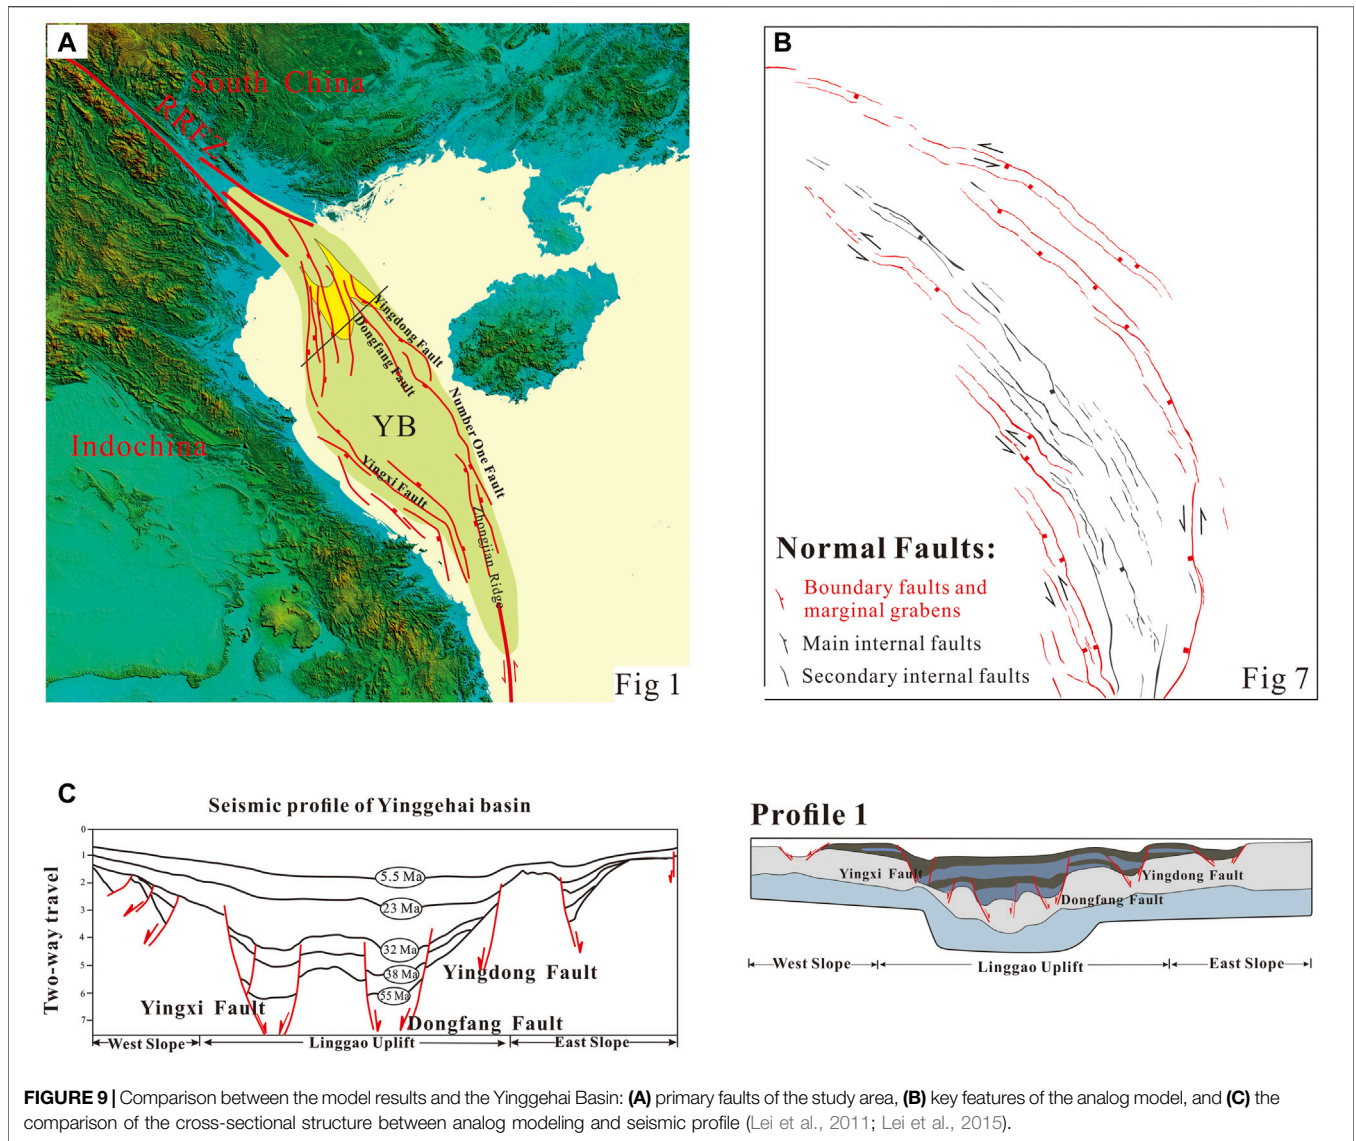 A
South China
RRFZ
Yingdong Fault
Dongfang Fault
Number One Fault
YB
Indochina
Yingxi Fault
Zhongjian Ridge
Fig 1
B
Normal Faults:
Boundary faults and
marginal grabens
Main internal faults
Secondary internal faults
Fig 7
C
Seismic profile of Yinggehai basin
Two-way travel
0
1
2
3
4
5
6
7
5.5 Ma
23 Ma
32 Ma
38 Ma
55 Ma
Yingxi Fault
Dongfang Fault
Yingdong Fault
West Slope
Linggao Uplift
East Slope
Profile 1
Yingxi Fault
Yingdong Fault
Dongfang Fault
West Slope
Linggao Uplift
East Slope
FIGURE 9 | Comparison between the model results and the Yinggehai Basin: (A) primary faults of the study area, (B) key features of the analog model, and (C) the
comparison of the cross-sectional structure between analog modeling and seismic profile (Lei et al., 2011; Lei et al., 2015).